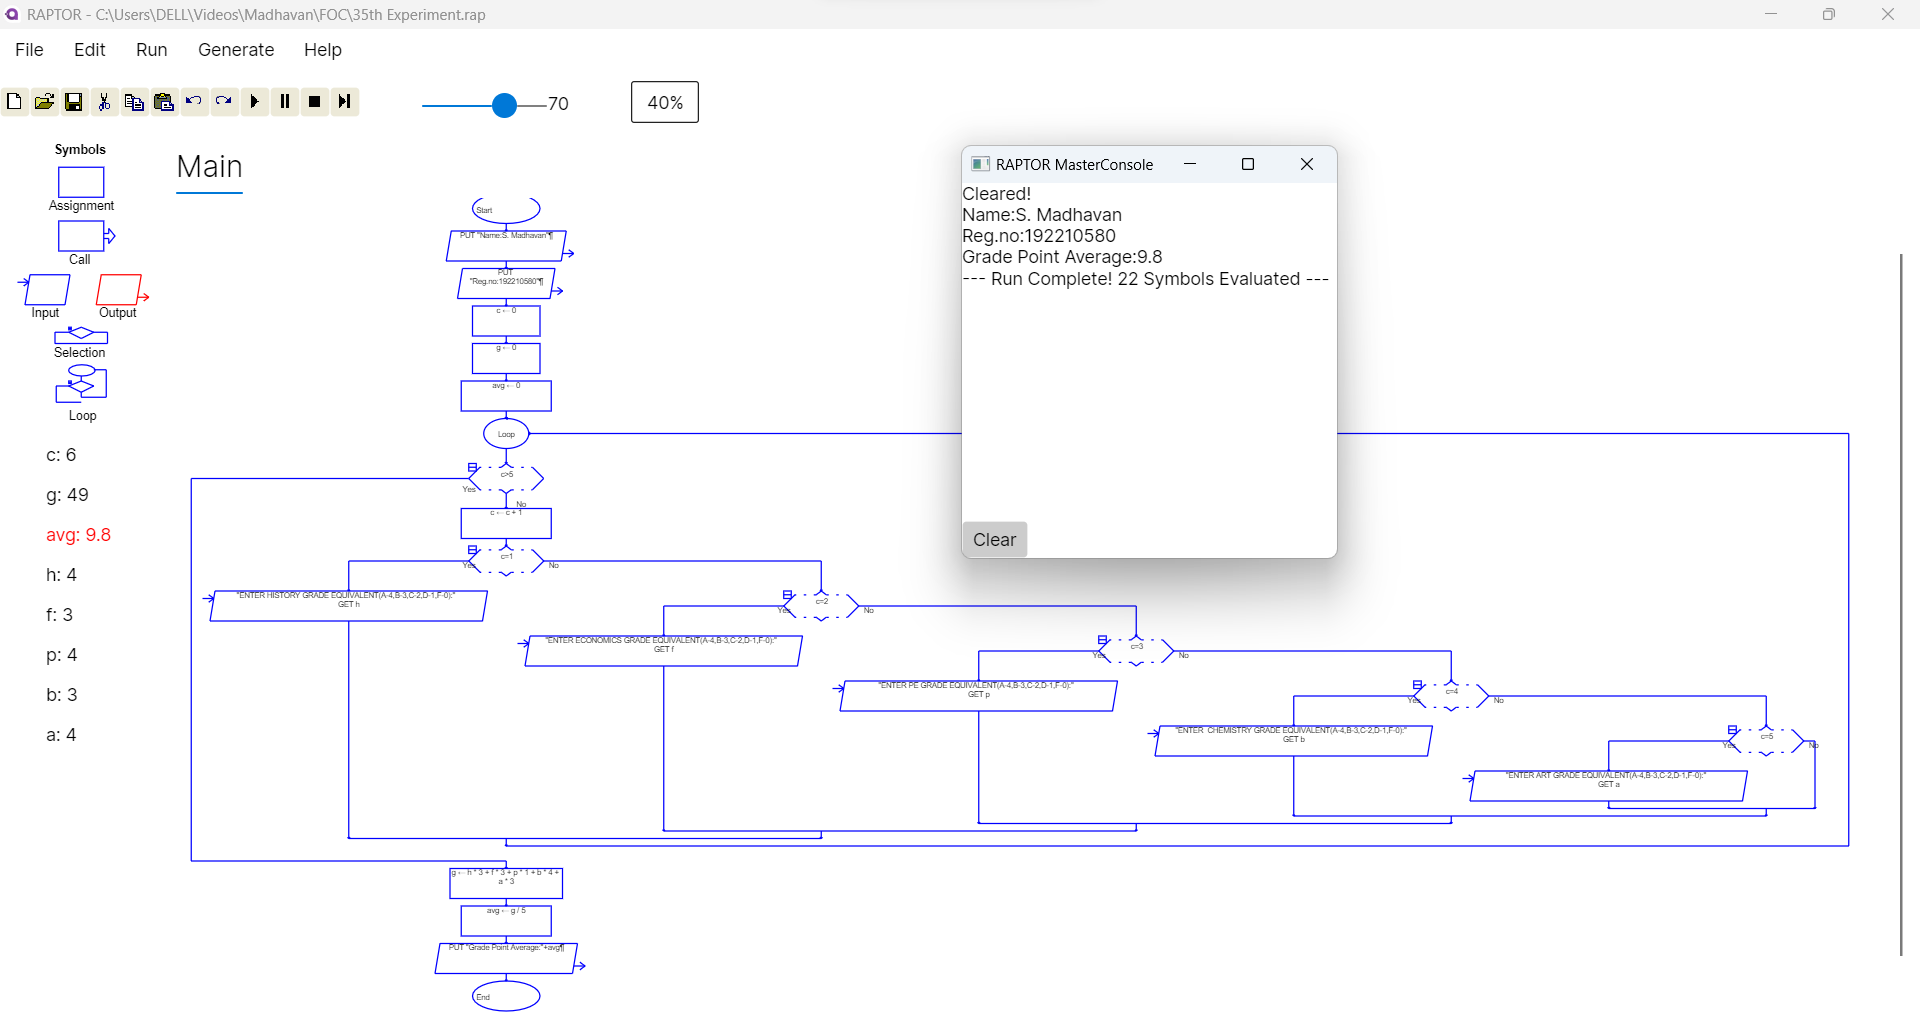 RAPTOR - C:\Users\DELL\Videos\Madhavan\FOC\35th Experiment.rap
File Edit Run Generate Help
70
40%
Symbols
Assignment
Call
Input Output
Selection
Loop
c: 6
g: 49
avg: 9.8
h: 4
f: 3
p: 4
b: 3
a: 4
Main
Start
PUT "Name:S. Madhavan"¶
PUT
"Reg.no:192210580"¶
c ← 0
g ← 0
avg ← 0
Loop
c>5
Yes
No
c ← c + 1
c=1
Yes No
"ENTER HISTORY GRADE EQUIVALENT(A-4,B-3,C-2,D-1,F-0):"
GET h
c=2
Yes No
"ENTER ECONOMICS GRADE EQUIVALENT(A-4,B-3,C-2,D-1,F-0):"
GET f
c=3
Yes No
"ENTER PE GRADE EQUIVALENT(A-4,B-3,C-2,D-1,F-0):"
GET p
c=4
Yes No
"ENTER  CHEMISTRY GRADE EQUIVALENT(A-4,B-3,C-2,D-1,F-0):"
GET b
c=5
Yes No
"ENTER ART GRADE EQUIVALENT(A-4,B-3,C-2,D-1,F-0):"
GET a
g ← h * 3 + f * 3 + p * 1 + b * 4 +
a * 3
avg ← g / 5
PUT "Grade Point Average:"+avg¶
End
RAPTOR MasterConsole
Cleared!
Name:S. Madhavan
Reg.no:192210580
Grade Point Average:9.8
--- Run Complete! 22 Symbols Evaluated ---
Clear